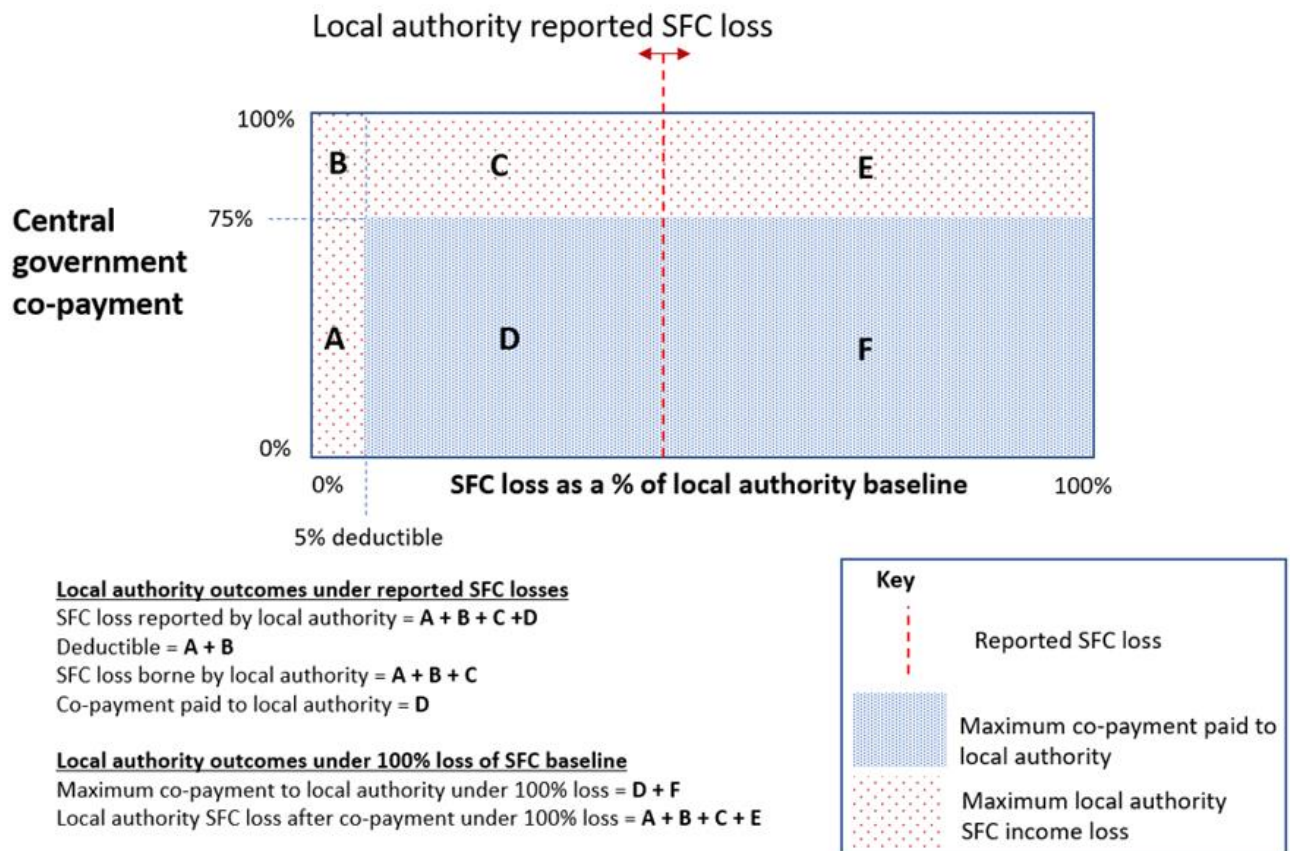 Local authority reported SFC loss
100%
B
C
E
Central
government
co-payment
75%
A
D
F
0%
0%
SFC loss as a % of local authority baseline
100%
5% deductible
Local authority outcomes under reported SFC losses
SFC loss reported by local authority = A + B + C +D
Deductible = A + B
SFC loss borne by local authority = A + B + C
Co-payment paid to local authority = D
Local authority outcomes under 100% loss of SFC baseline
Maximum co-payment to local authority under 100% loss = D + F
Local authority SFC loss after co-payment under 100% loss = A + B + C + E
Key
Reported SFC loss
Maximum co-payment paid to
local authority
Maximum local authority
SFC income loss